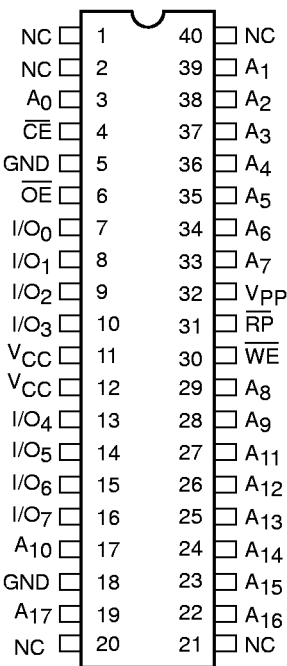 NC 1 40 NC
NC 2 39 A1
A0 3 38 A2
C̅E̅ 4 37 A3
GND 5 36 A4
O̅E̅ 6 35 A5
I/O0 7 34 A6
I/O1 8 33 A7
I/O2 9 32 VPP
I/O3 10 31 R̅P̅
VCC 11 30 W̅E̅
VCC 12 29 A8
I/O4 13 28 A9
I/O5 14 27 A11
I/O6 15 26 A12
I/O7 16 25 A13
A10 17 24 A14
GND 18 23 A15
A17 19 22 A16
NC 20 21 NC